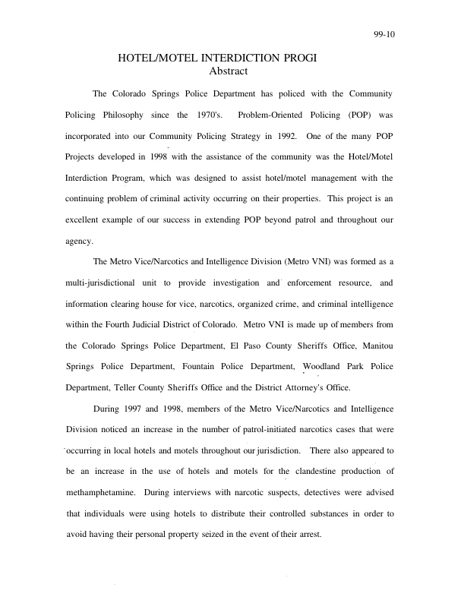 99-10
HOTEL/MOTEL INTERDICTION PROGI
Abstract
The Colorado Springs Police Department has policed with the Community
Policing Philosophy since the 1970's. Problem-Oriented Policing (POP) was
incorporated into our Community Policing Strategy in 1992. One of the many POP
Projects developed in 1998 with the assistance of the community was the Hotel/Motel
Interdiction Program, which was designed to assist hotel/motel management with the
continuing problem of criminal activity occurring on their properties. This project is an
excellent example of our success in extending POP beyond patrol and throughout our
agency.
The Metro Vice/Narcotics and Intelligence Division (Metro VNI) was formed as a
multi-jurisdictional unit to provide investigation and enforcement resource, and
information clearing house for vice, narcotics, organized crime, and criminal intelligence
within the Fourth Judicial District of Colorado. Metro VNI is made up of members from
the Colorado Springs Police Department, El Paso County Sheriffs Office, Manitou
Springs Police Department, Fountain Police Department, Woodland Park Police
Department, Teller County Sheriffs Office and the District Attorney's Office.
During 1997 and 1998, members of the Metro Vice/Narcotics and Intelligence
Division noticed an increase in the number of patrol-initiated narcotics cases that were
occurring in local hotels and motels throughout our jurisdiction. There also appeared to
be an increase in the use of hotels and motels for the clandestine production of
methamphetamine. During interviews with narcotic suspects, detectives were advised
that individuals were using hotels to distribute their controlled substances in order to
avoid having their personal property seized in the event of their arrest.